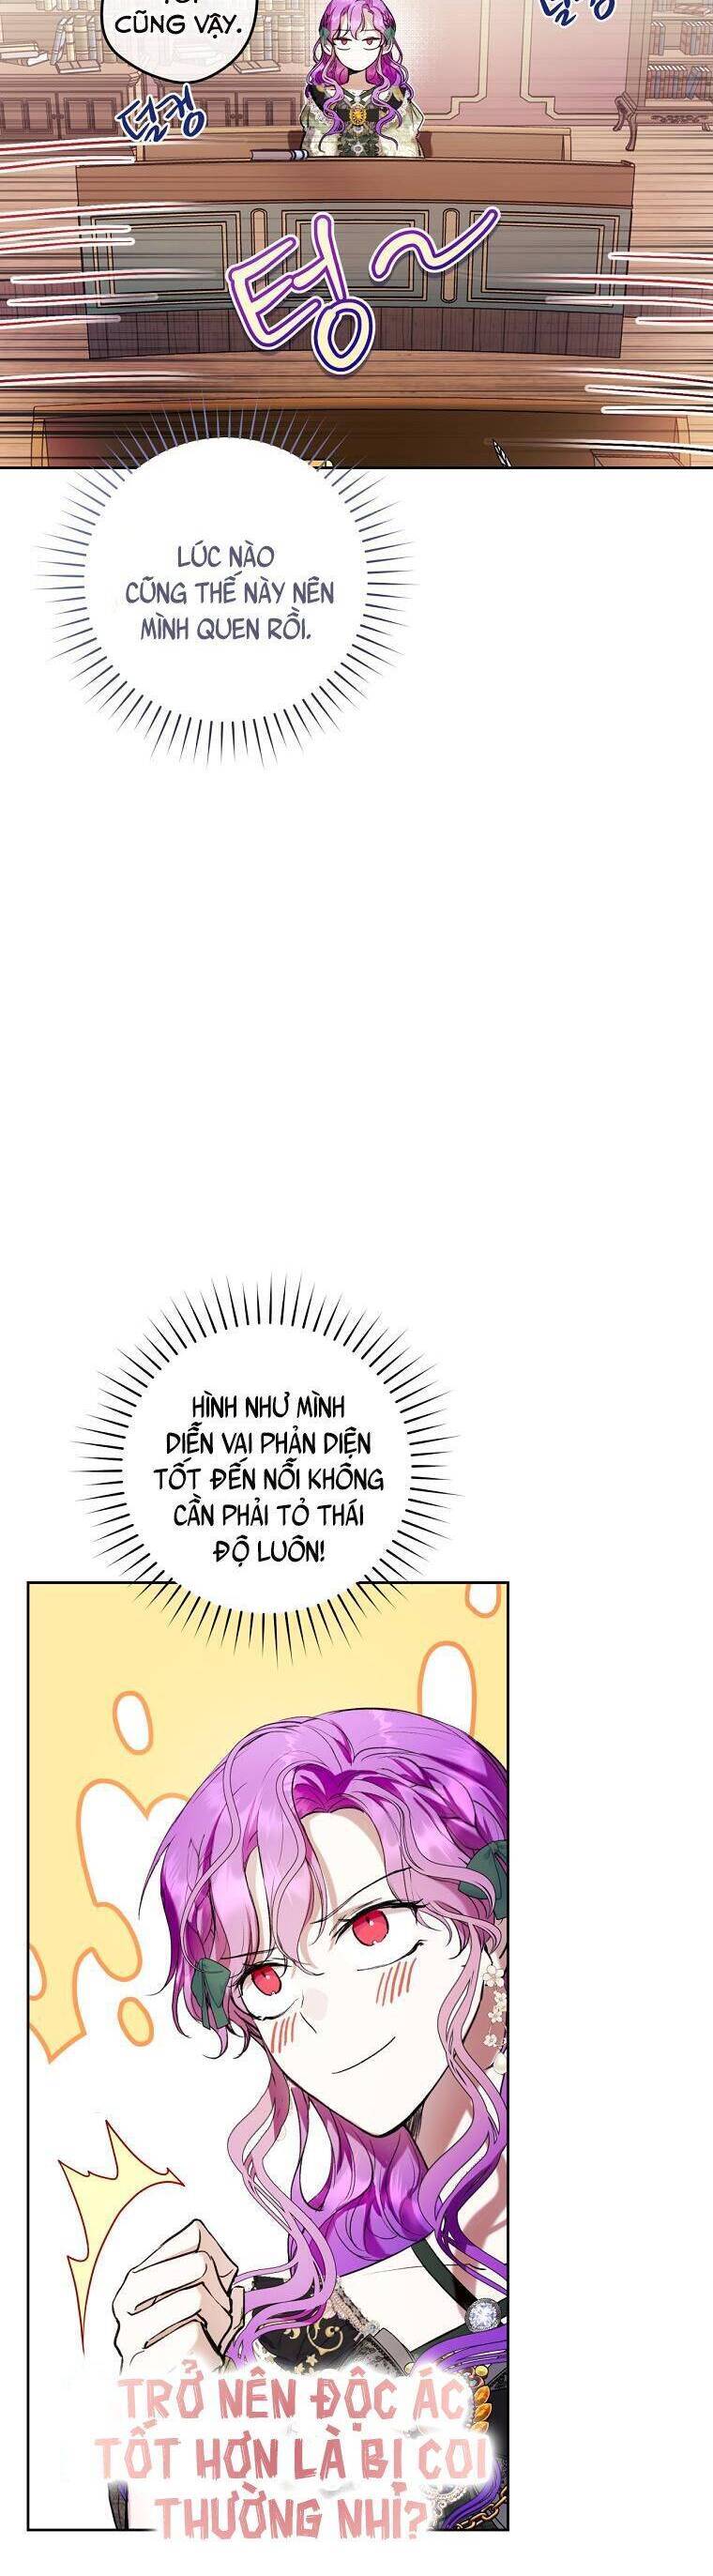 CŨNG VẬY.
덜컹
덜컹
텅~
LÚC NÀO
CŨNG THẾ NÀY NÊN
MÌNH QUEN RỒI.
HÌNH NHƯ MÌNH
DIỄN VAI PHẢN DIỆN
TỐT ĐẾN NỖI KHÔNG
CẦN PHẢI TỎ THÁI
ĐỘ LUÔN!
TRỞ NÊN ĐỘC ÁC
TỐT HƠN LÀ BỊ COI
THƯỜNG NHỈ?